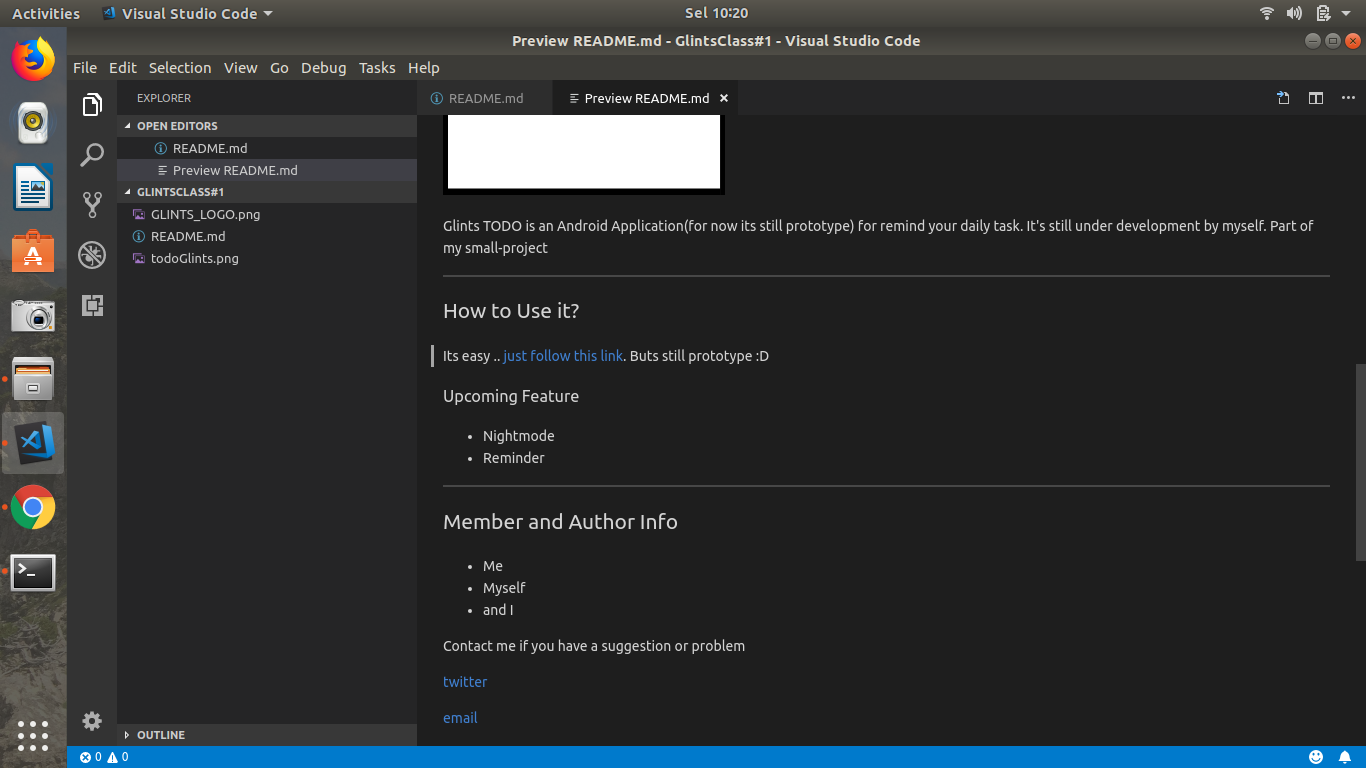 Activities Visual Studio Code Sel 10:20
Preview README.md - GlintsClass#1 - Visual Studio Code
File Edit Selection View Go Debug Tasks Help
EXPLORER
OPEN EDITORS
README.md
Preview README.md
GLINTSCLASS#1
GLINTS_LOGO.png
README.md
todoGlints.png
OUTLINE
README.md Preview README.md
Glints TODO is an Android Application(for now its still prototype) for remind your daily task. It's still under development by myself. Part of
my small-project
How to Use it?
Its easy .. just follow this link. Buts still prototype :D
Upcoming Feature
• Nightmode
• Reminder
Member and Author Info
• Me
• Myself
• and I
Contact me if you have a suggestion or problem
twitter
email
0 0